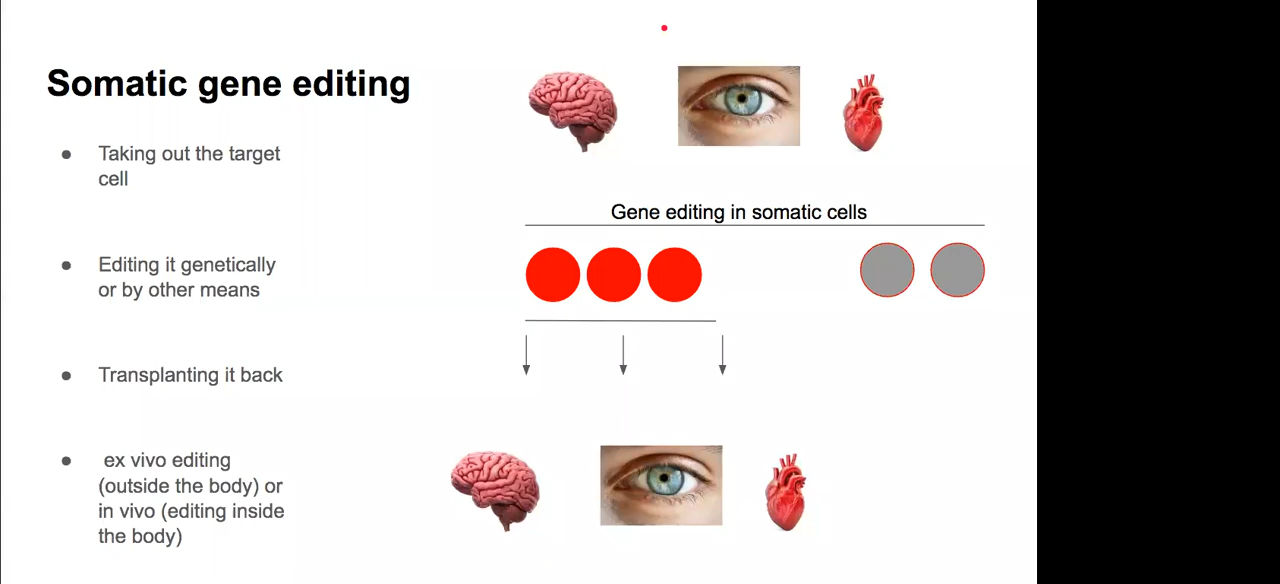 Somatic gene editing
● Taking out the target
cell
● Editing it genetically
or by other means
● Transplanting it back
● ex vivo editing
(outside the body) or
in vivo (editing inside
the body)
Gene editing in somatic cells